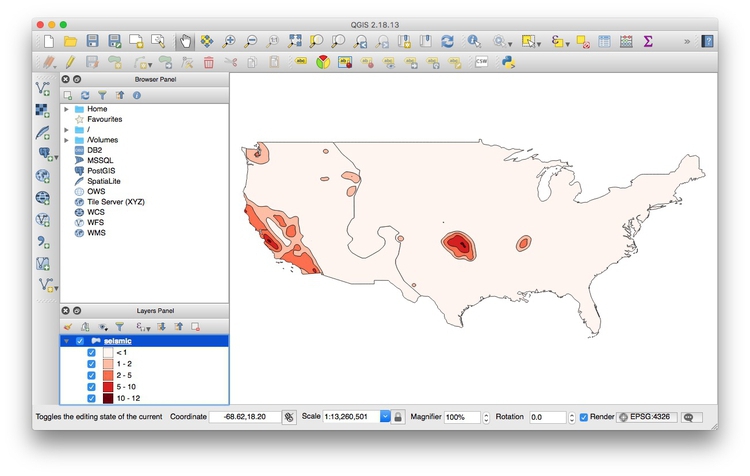 QGIS 2.18.13
abc
CSW
Browser Panel
Home
Favourites
/
/Volumes
DB2
MSSQL
PostGIS
SpatiaLite
OWS
Tile Server (XYZ)
WCS
WFS
WMS
Layers Panel
seismic
< 1
1 - 2
2 - 5
5 - 10
10 - 12
Toggles the editing state of the current
Coordinate
-68.62,18.20
Scale
1:13,260,501
Magnifier
100%
Rotation
0.0
Render
EPSG:4326